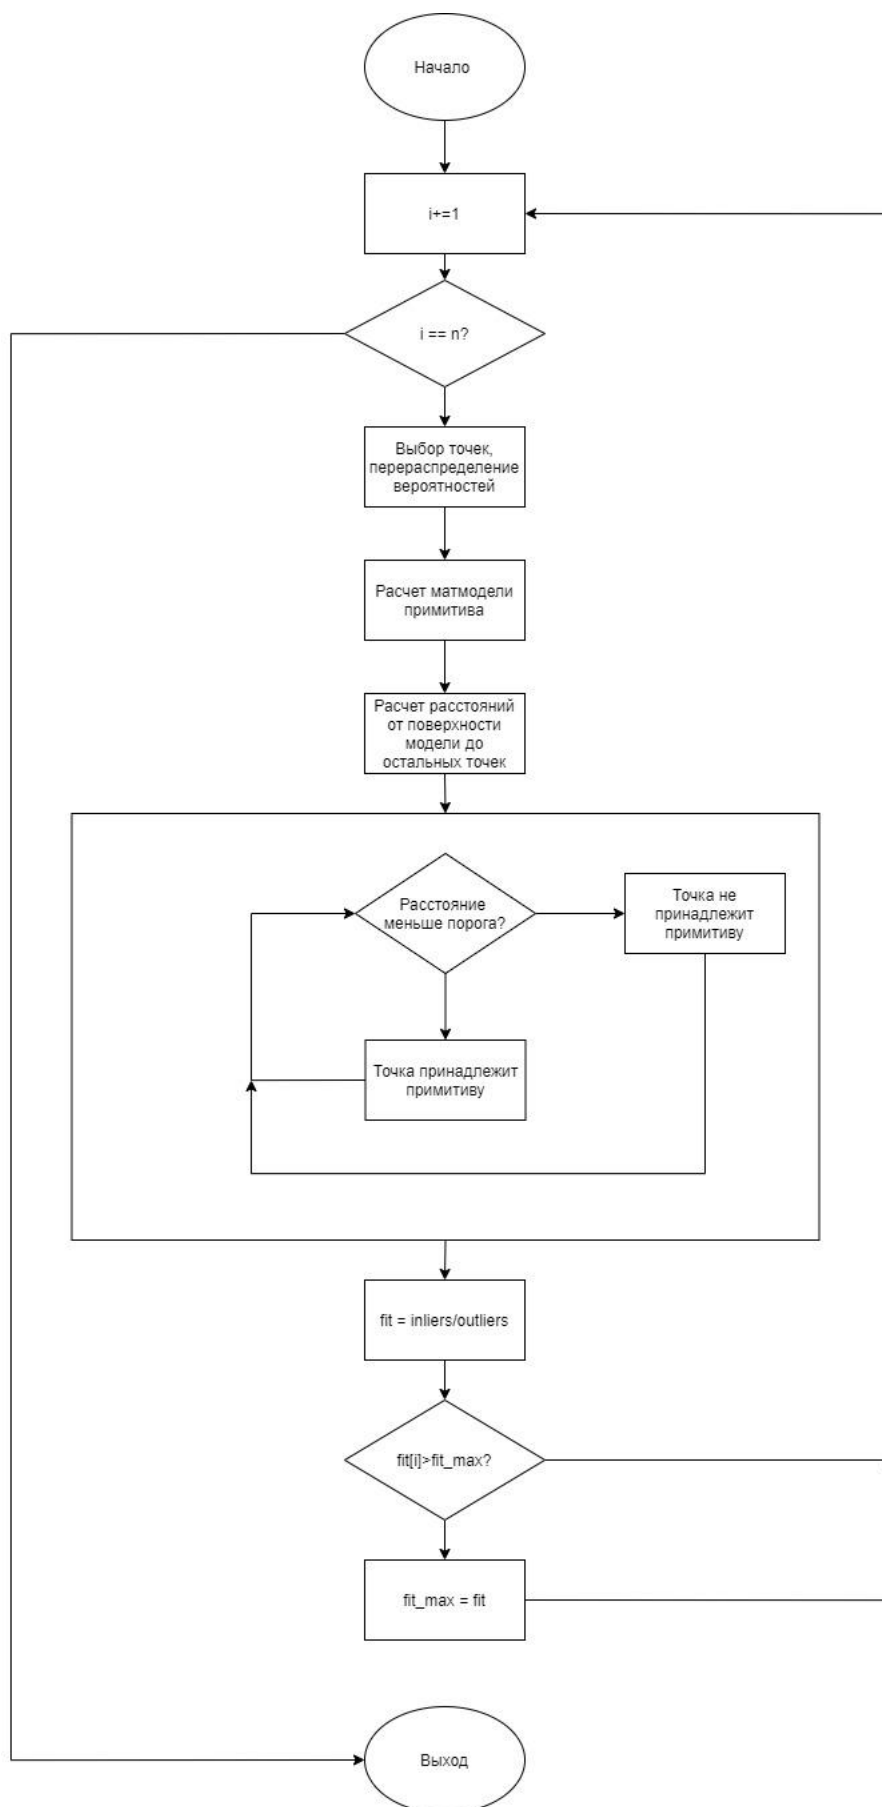 Начало
i+=1
i == n?
Выбор точек,
перераспределение
вероятностей
Расчет матмодели
примитива
Расчет расстояний
от поверхности
модели до
остальных точек
Расстояние
меньше порога?
Точка не
принадлежит
примитиву
Точка принадлежит
примитиву
fit = inliers/outliers
fit[i]>fit_max?
fit_max = fit
Выход